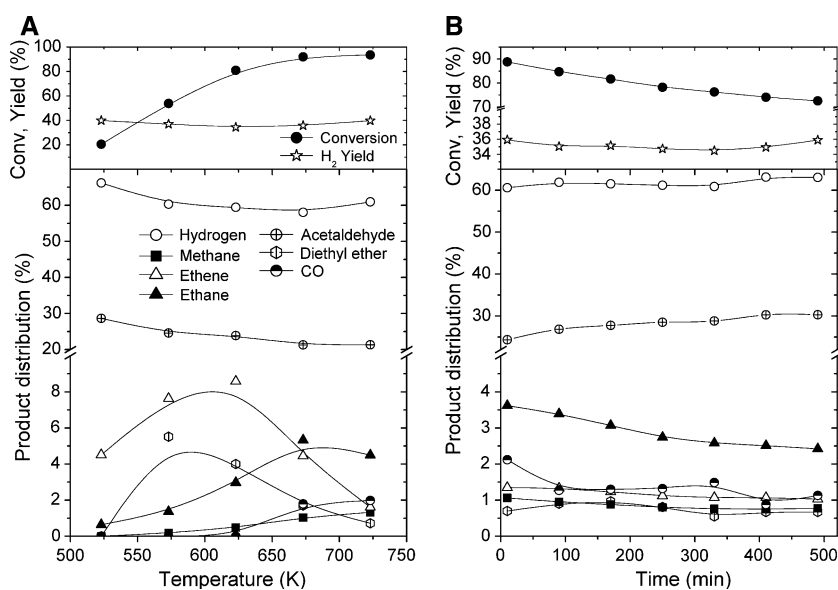 A
Conv, Yield (%)
100
80
60
40
20
Conversion
H2 Yield
Product distribution (%)
60
50
40
30
20
8
6
4
2
0
Hydrogen
Methane
Ethene
Ethane
Acetaldehyde
Diethyl ether
CO
500 550 600 650 700 750
Temperature (K)
B
Conv, Yield (%)
90
80
70
38
36
34
Product distribution (%)
60
50
40
30
4
3
2
1
0
0 100 200 300 400 500
Time (min)